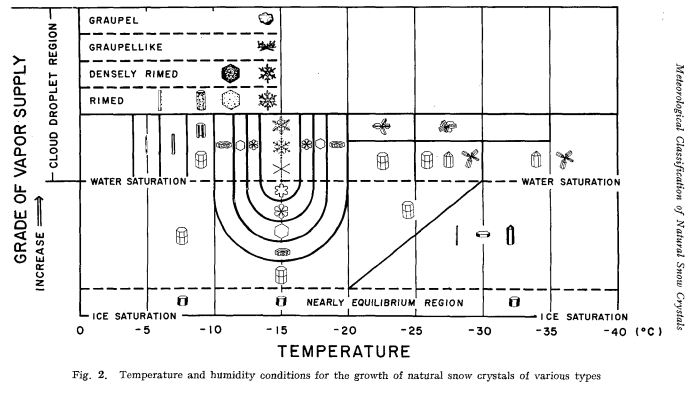 GRAUPEL
GRAUPELLIKE
DENSELY RIMED
RIMED
GRADE OF VAPOR SUPPLY
INCREASE
CLOUD DROPLET REGION
WATER SATURATION
WATER SATURATION
NEARLY EQUILIBRIUM REGION
ICE SATURATION
ICE SATURATION
0 -5 -10 -15 -20 -25 -30 -35 -40 (°C)
TEMPERATURE
Fig. 2. Temperature and humidity conditions for the growth of natural snow crystals of various types
Meteorological Classification of Natural Snow Crystals